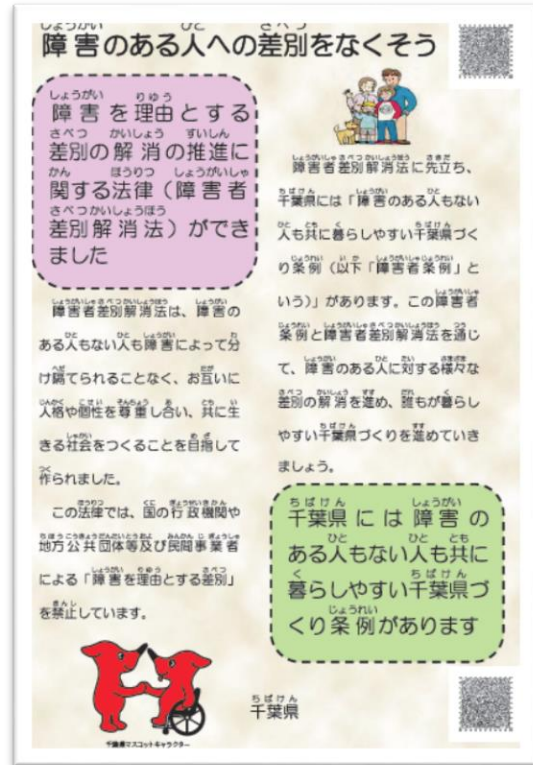 障害のある人への差別をなくそう
障害を理由とする
差別の解消の推進に
関する法律（障害者
差別解消法）ができ
ました
障害者差別解消法は、障害の
ある人もない人も障害によって分
け隔てられることなく、お互いに
人格や個性を尊重し合い、共に生
きる社会をつくることを目指して
作られました。
この法律では、国の行政機関や
地方公共団体等及び民間事業者
による「障害を理由とする差別」
を禁止しています。
千葉県マスコットキャラクター
障害者差別解消法に先立ち、
千葉県には「障害のある人もない
人も共に暮らしやすい千葉県づく
り条例（以下「障害者条例」と
いう）」があります。この障害者
条例と障害者差別解消法を通じ
て、障害のある人に対する様々な
差別の解消を進め、誰もが暮らし
やすい千葉県づくりを進めていき
ましょう。
千葉県には障害の
ある人もない人も共に
暮らしやすい千葉県づ
くり条例があります
千葉県